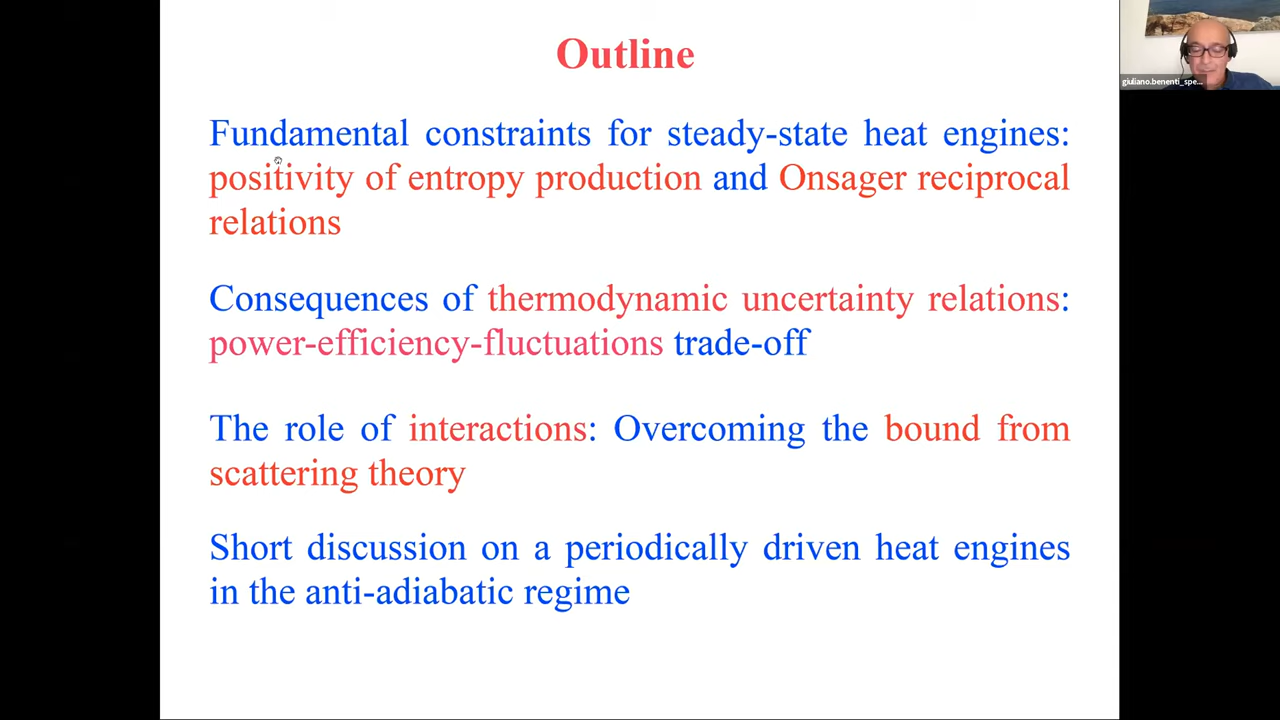 Outline
giuliano.benenti_spe...
Fundamental constraints for steady-state heat engines:
positivity of entropy production and Onsager reciprocal
relations
Consequences of thermodynamic uncertainty relations:
power-efficiency-fluctuations trade-off
The role of interactions: Overcoming the bound from
scattering theory
Short discussion on a periodically driven heat engines
in the anti-adiabatic regime